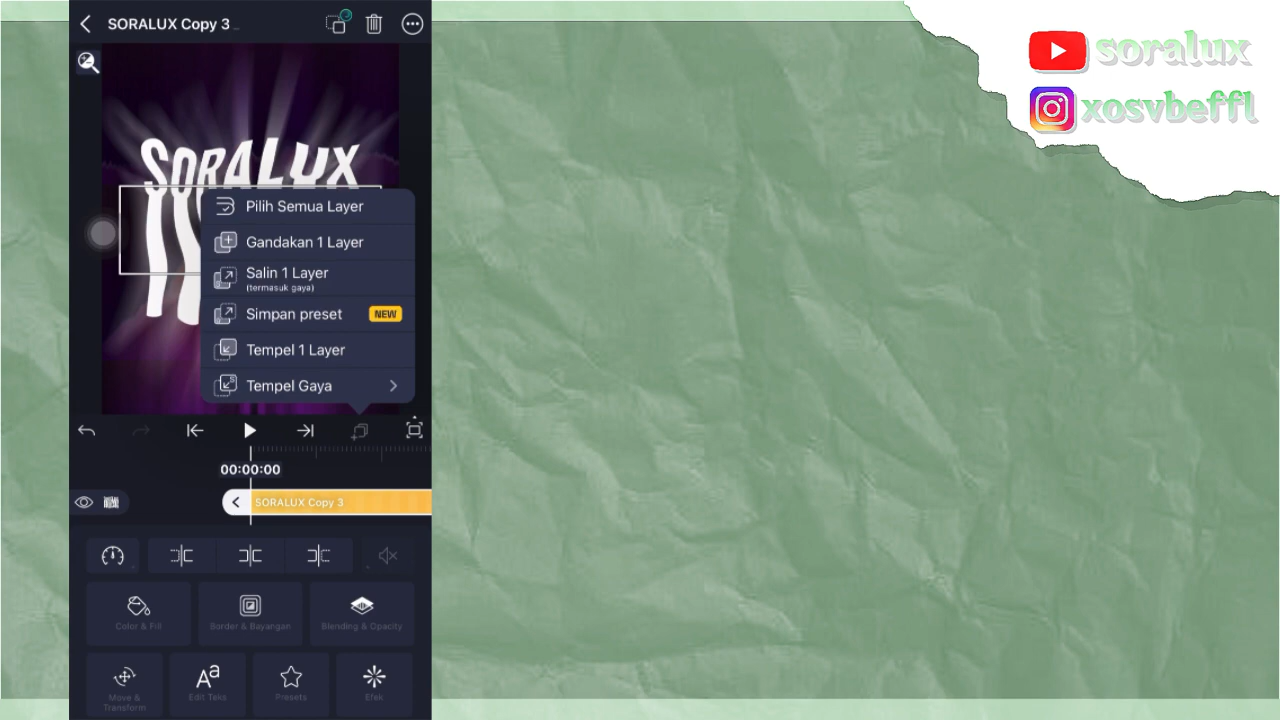 SORALUX Copy 3
soralux
xosvbeffl
SORALUX
Pilih Semua Layer
Gandakan 1 Layer
Salin 1 Layer
(termasuk gaya)
Simpan preset NEW
Tempel 1 Layer
Tempel Gaya
00:00:00
SORALUX Copy 3
Color & Fill
Border & Bayangan
Blending & Opacity
Move &
Transform
Edit Teks
Presets
Efek